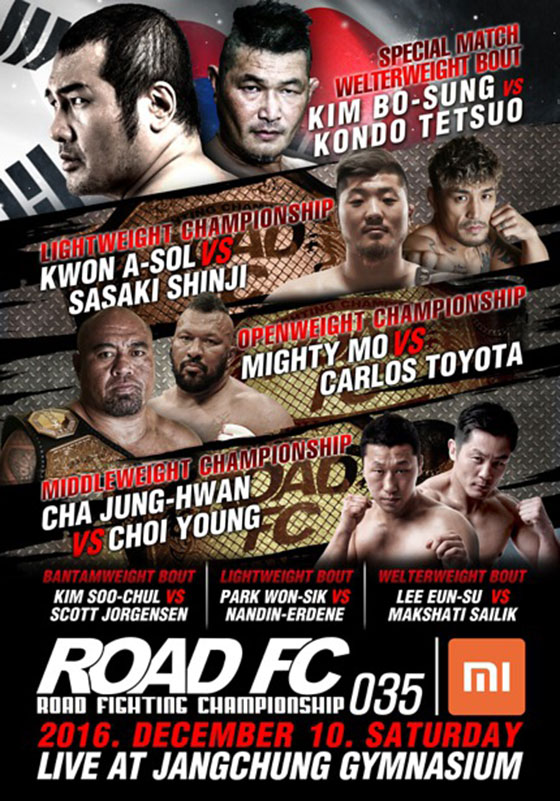 SPECIAL MATCH
WELTERWEIGHT BOUT
KIM BO-SUNG VS
KONDO TETSUO
LIGHTWEIGHT CHAMPIONSHIP
KWON A-SOL VS
SASAKI SHINJI
OPENWEIGHT CHAMPIONSHIP
MIGHTY MO VS
CARLOS TOYOTA
MIDDLEWEIGHT CHAMPIONSHIP
CHA JUNG-HWAN
VS CHOI YOUNG
ROAD
FC
BANTAMWEIGHT BOUT
KIM SOO-CHUL VS
SCOTT JORGENSEN
LIGHTWEIGHT BOUT
PARK WON-SIK VS
NANDIN-ERDENE
WELTERWEIGHT BOUT
LEE EUN-SU VS
MAKSHATI SAILIK
ROAD FC
ROAD FIGHTING CHAMPIONSHIP 035
mi
2016. DECEMBER 10. SATURDAY
LIVE AT JANGCHUNG GYMNASIUM